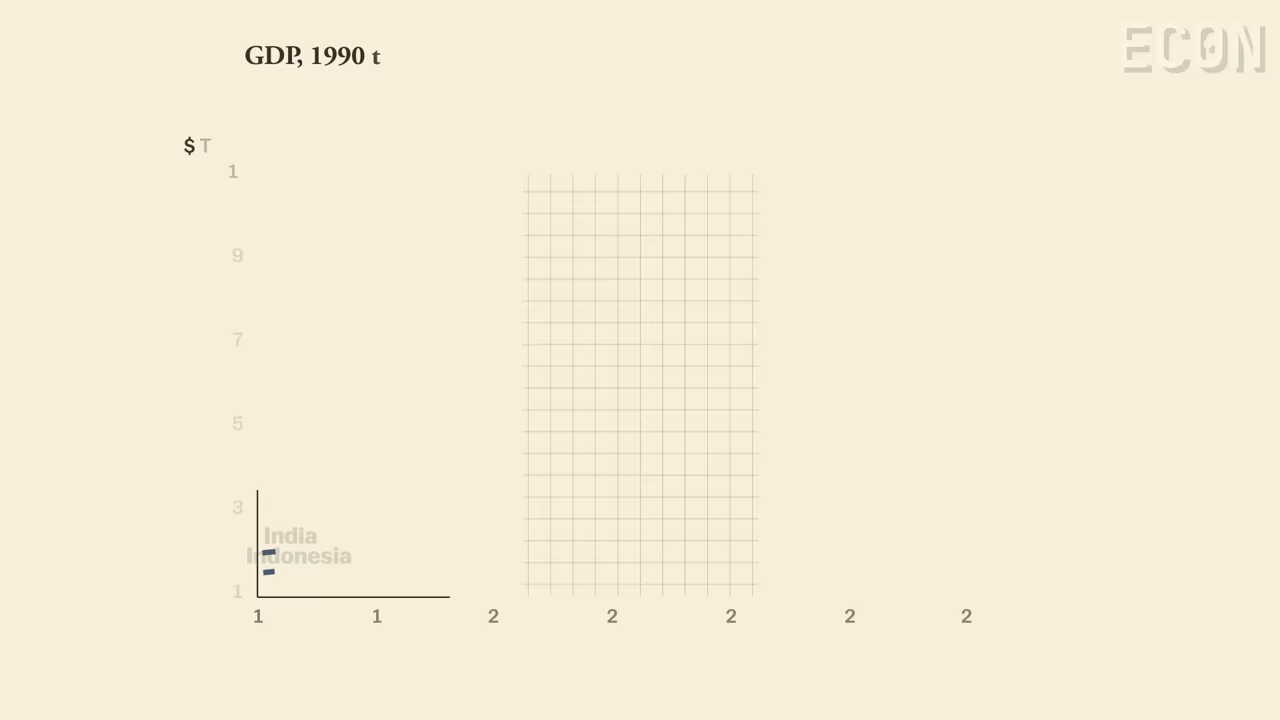 GDP, 1990 t
ECON
$ T
1
9
7
5
3
India
Indonesia
1
1 1 2 2 2 2 2